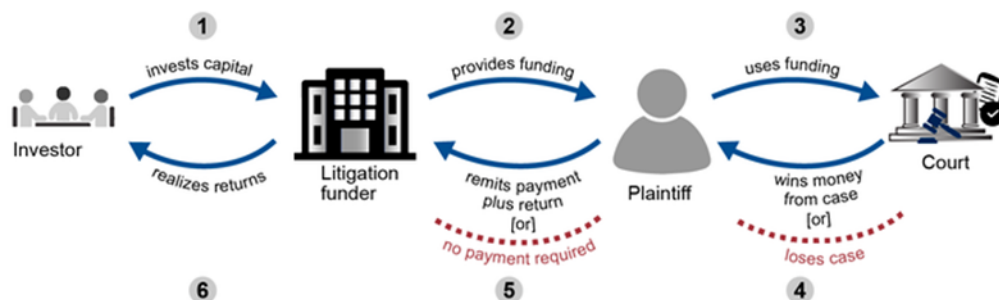 1
2
3
invests capital
provides funding
uses funding
Investor
Litigation
funder
Plaintiff
Court
realizes returns
remits payment
plus return
[or]
no payment required
wins money
from case
[or]
loses case
6
5
4